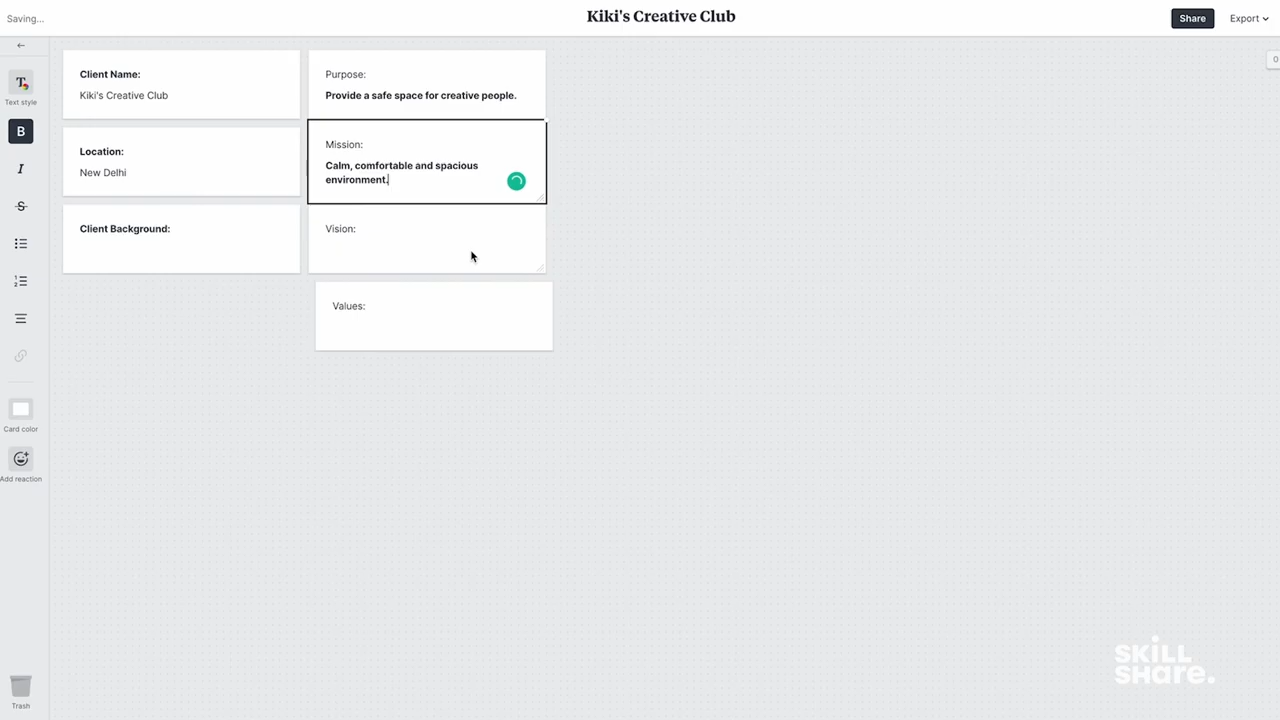 Saving...
Kiki's Creative Club
Share
Export
T
Text style
B
I
S
Card color
Add reaction
Trash
Client Name:
Kiki's Creative Club
Location:
New Delhi
Client Background:
Purpose:
Provide a safe space for creative people.
Mission:
Calm, comfortable and spacious
environment.
Vision:
Values:
0
SKILL
SHARE.